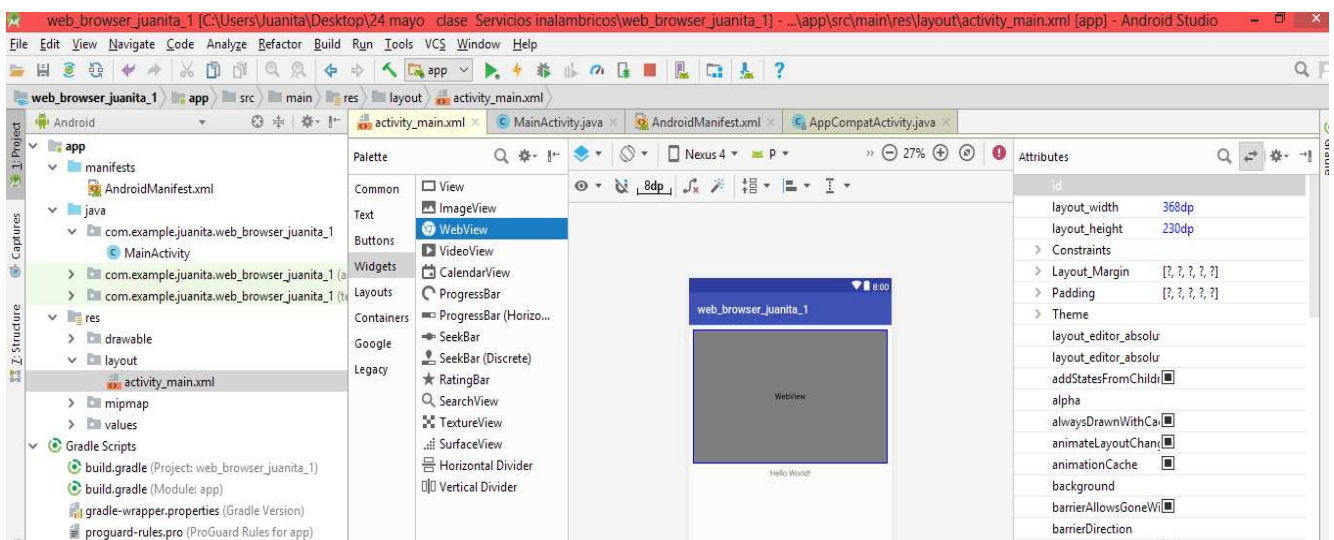 web_browser_juanita_1 [C:\Users\Juanita\Desktop\24 mayo clase Servicios inalambricos\web_browser_juanita_1] - ...\app\src\main\res\layout\activity_main.xml [app] - Android Studio
File Edit View Navigate Code Analyze Refactor Build Run Tools VCS Window Help
app
web_browser_juanita_1 app src main res layout activity_main.xml
1: Project
Captures
Z: Structure
Android
app
manifests
AndroidManifest.xml
java
com.example.juanita.web_browser_juanita_1
MainActivity
com.example.juanita.web_browser_juanita_1 (a
com.example.juanita.web_browser_juanita_1 (te
res
drawable
layout
activity_main.xml
mipmap
values
Gradle Scripts
build.gradle (Project: web_browser_juanita_1)
build.gradle (Module: app)
gradle-wrapper.properties (Gradle Version)
proguard-rules.pro (ProGuard Rules for app)
activity_main.xml MainActivity.java AndroidManifest.xml AppCompatActivity.java
Palette
Common
Text
Buttons
Widgets
Layouts
Containers
Google
Legacy
View
ImageView
WebView
VideoView
CalendarView
ProgressBar
ProgressBar (Horizo...
SeekBar
SeekBar (Discrete)
RatingBar
SearchView
TextureView
SurfaceView
Horizontal Divider
Vertical Divider
Nexus 4 P 27%
8dp
8:00
web_browser_juanita_1
WebView
Hello World!
Attributes
id
layout_width 368dp
layout_height 230dp
Constraints
Layout_Margin [?, ?, ?, ?, ?]
Padding [?, ?, ?, ?, ?]
Theme
layout_editor_absolu
layout_editor_absolu
addStatesFromChildr
alpha
alwaysDrawnWithCa
animateLayoutChang
animationCache
background
barrierAllowsGoneWi
barrierDirection